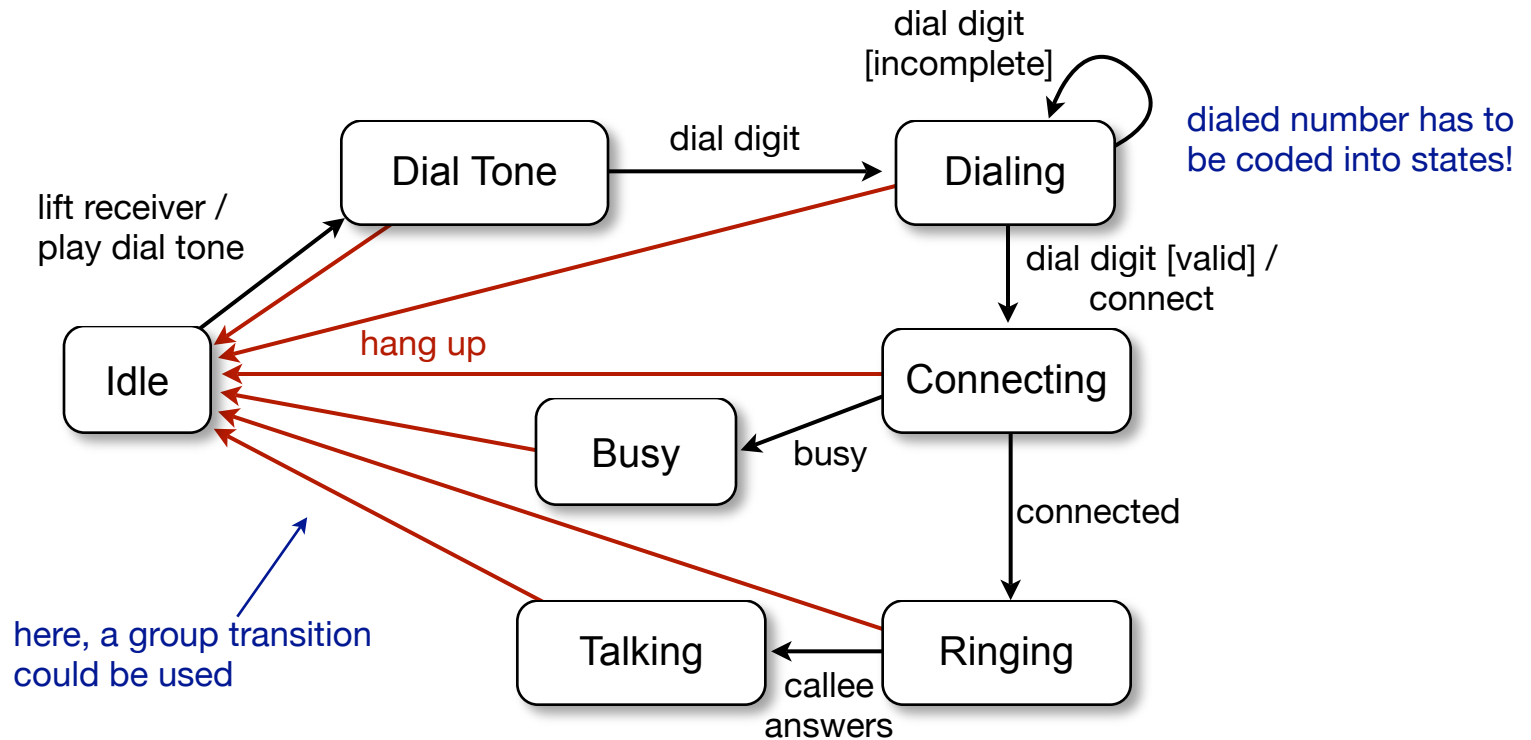 dial digit
[incomplete]
dialed number has to
be coded into states!
dial digit
Dial Tone
Dialing
lift receiver /
play dial tone
dial digit [valid] /
connect
hang up
Idle
Connecting
Busy
busy
connected
here, a group transition
could be used
Talking
Ringing
callee
answers